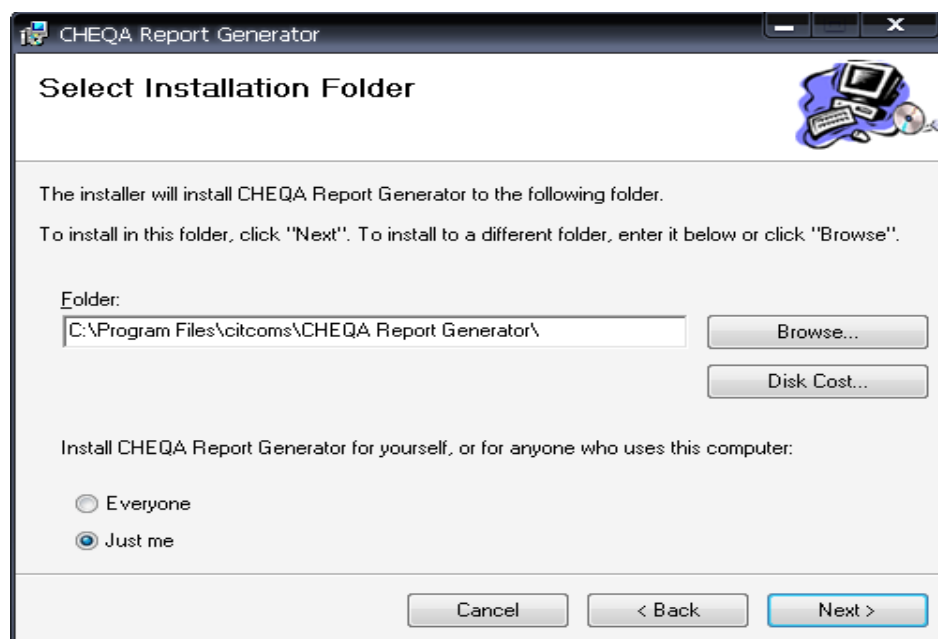 CHEQA Report Generator
Select Installation Folder
The installer will install CHEQA Report Generator to the following folder.
To install in this folder, click "Next". To install to a different folder, enter it below or click "Browse".
Folder:
C:\Program Files\citcoms\CHEQA Report Generator\
Browse...
Disk Cost...
Install CHEQA Report Generator for yourself, or for anyone who uses this computer:
Everyone
Just me
Cancel
< Back
Next >